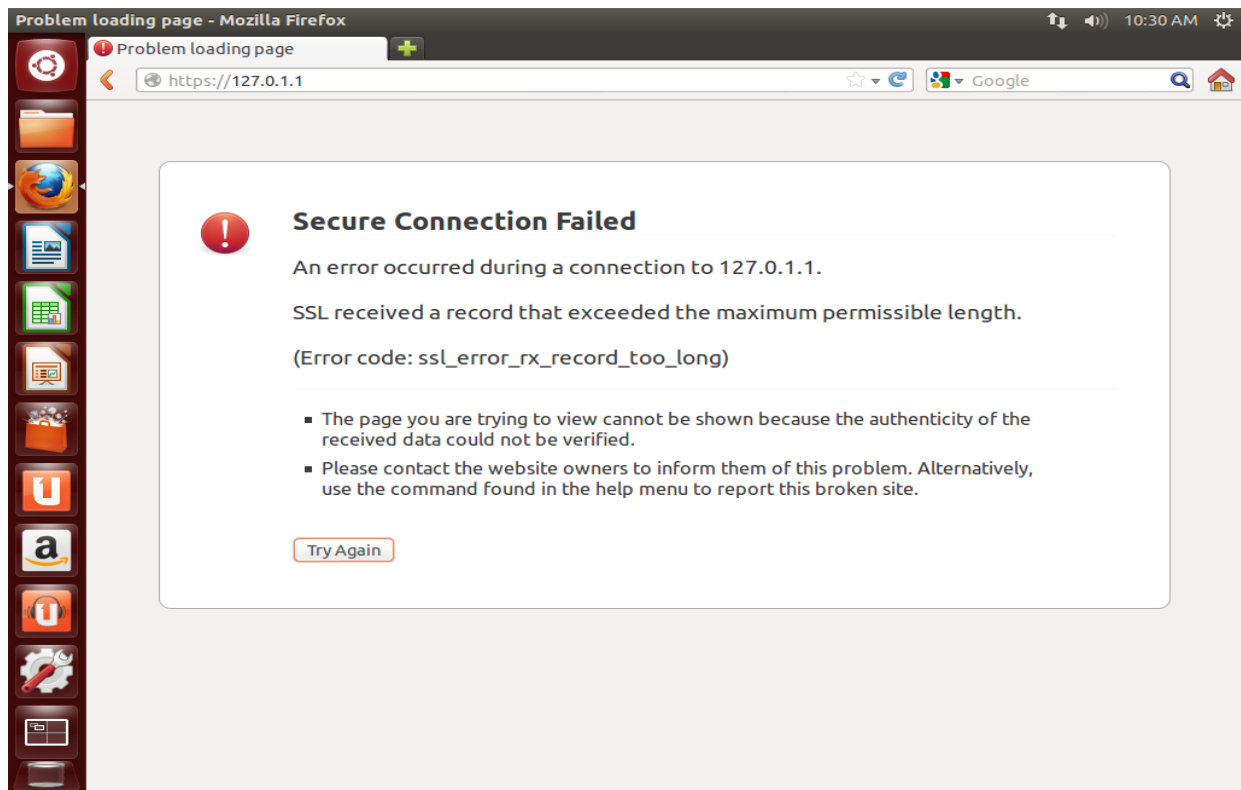 Problem loading page - Mozilla Firefox
10:30 AM
Problem loading page
https://127.0.1.1
Google
Secure Connection Failed
An error occurred during a connection to 127.0.1.1.
SSL received a record that exceeded the maximum permissible length.
(Error code: ssl_error_rx_record_too_long)
The page you are trying to view cannot be shown because the authenticity of the
received data could not be verified.
Please contact the website owners to inform them of this problem. Alternatively,
use the command found in the help menu to report this broken site.
Try Again
a